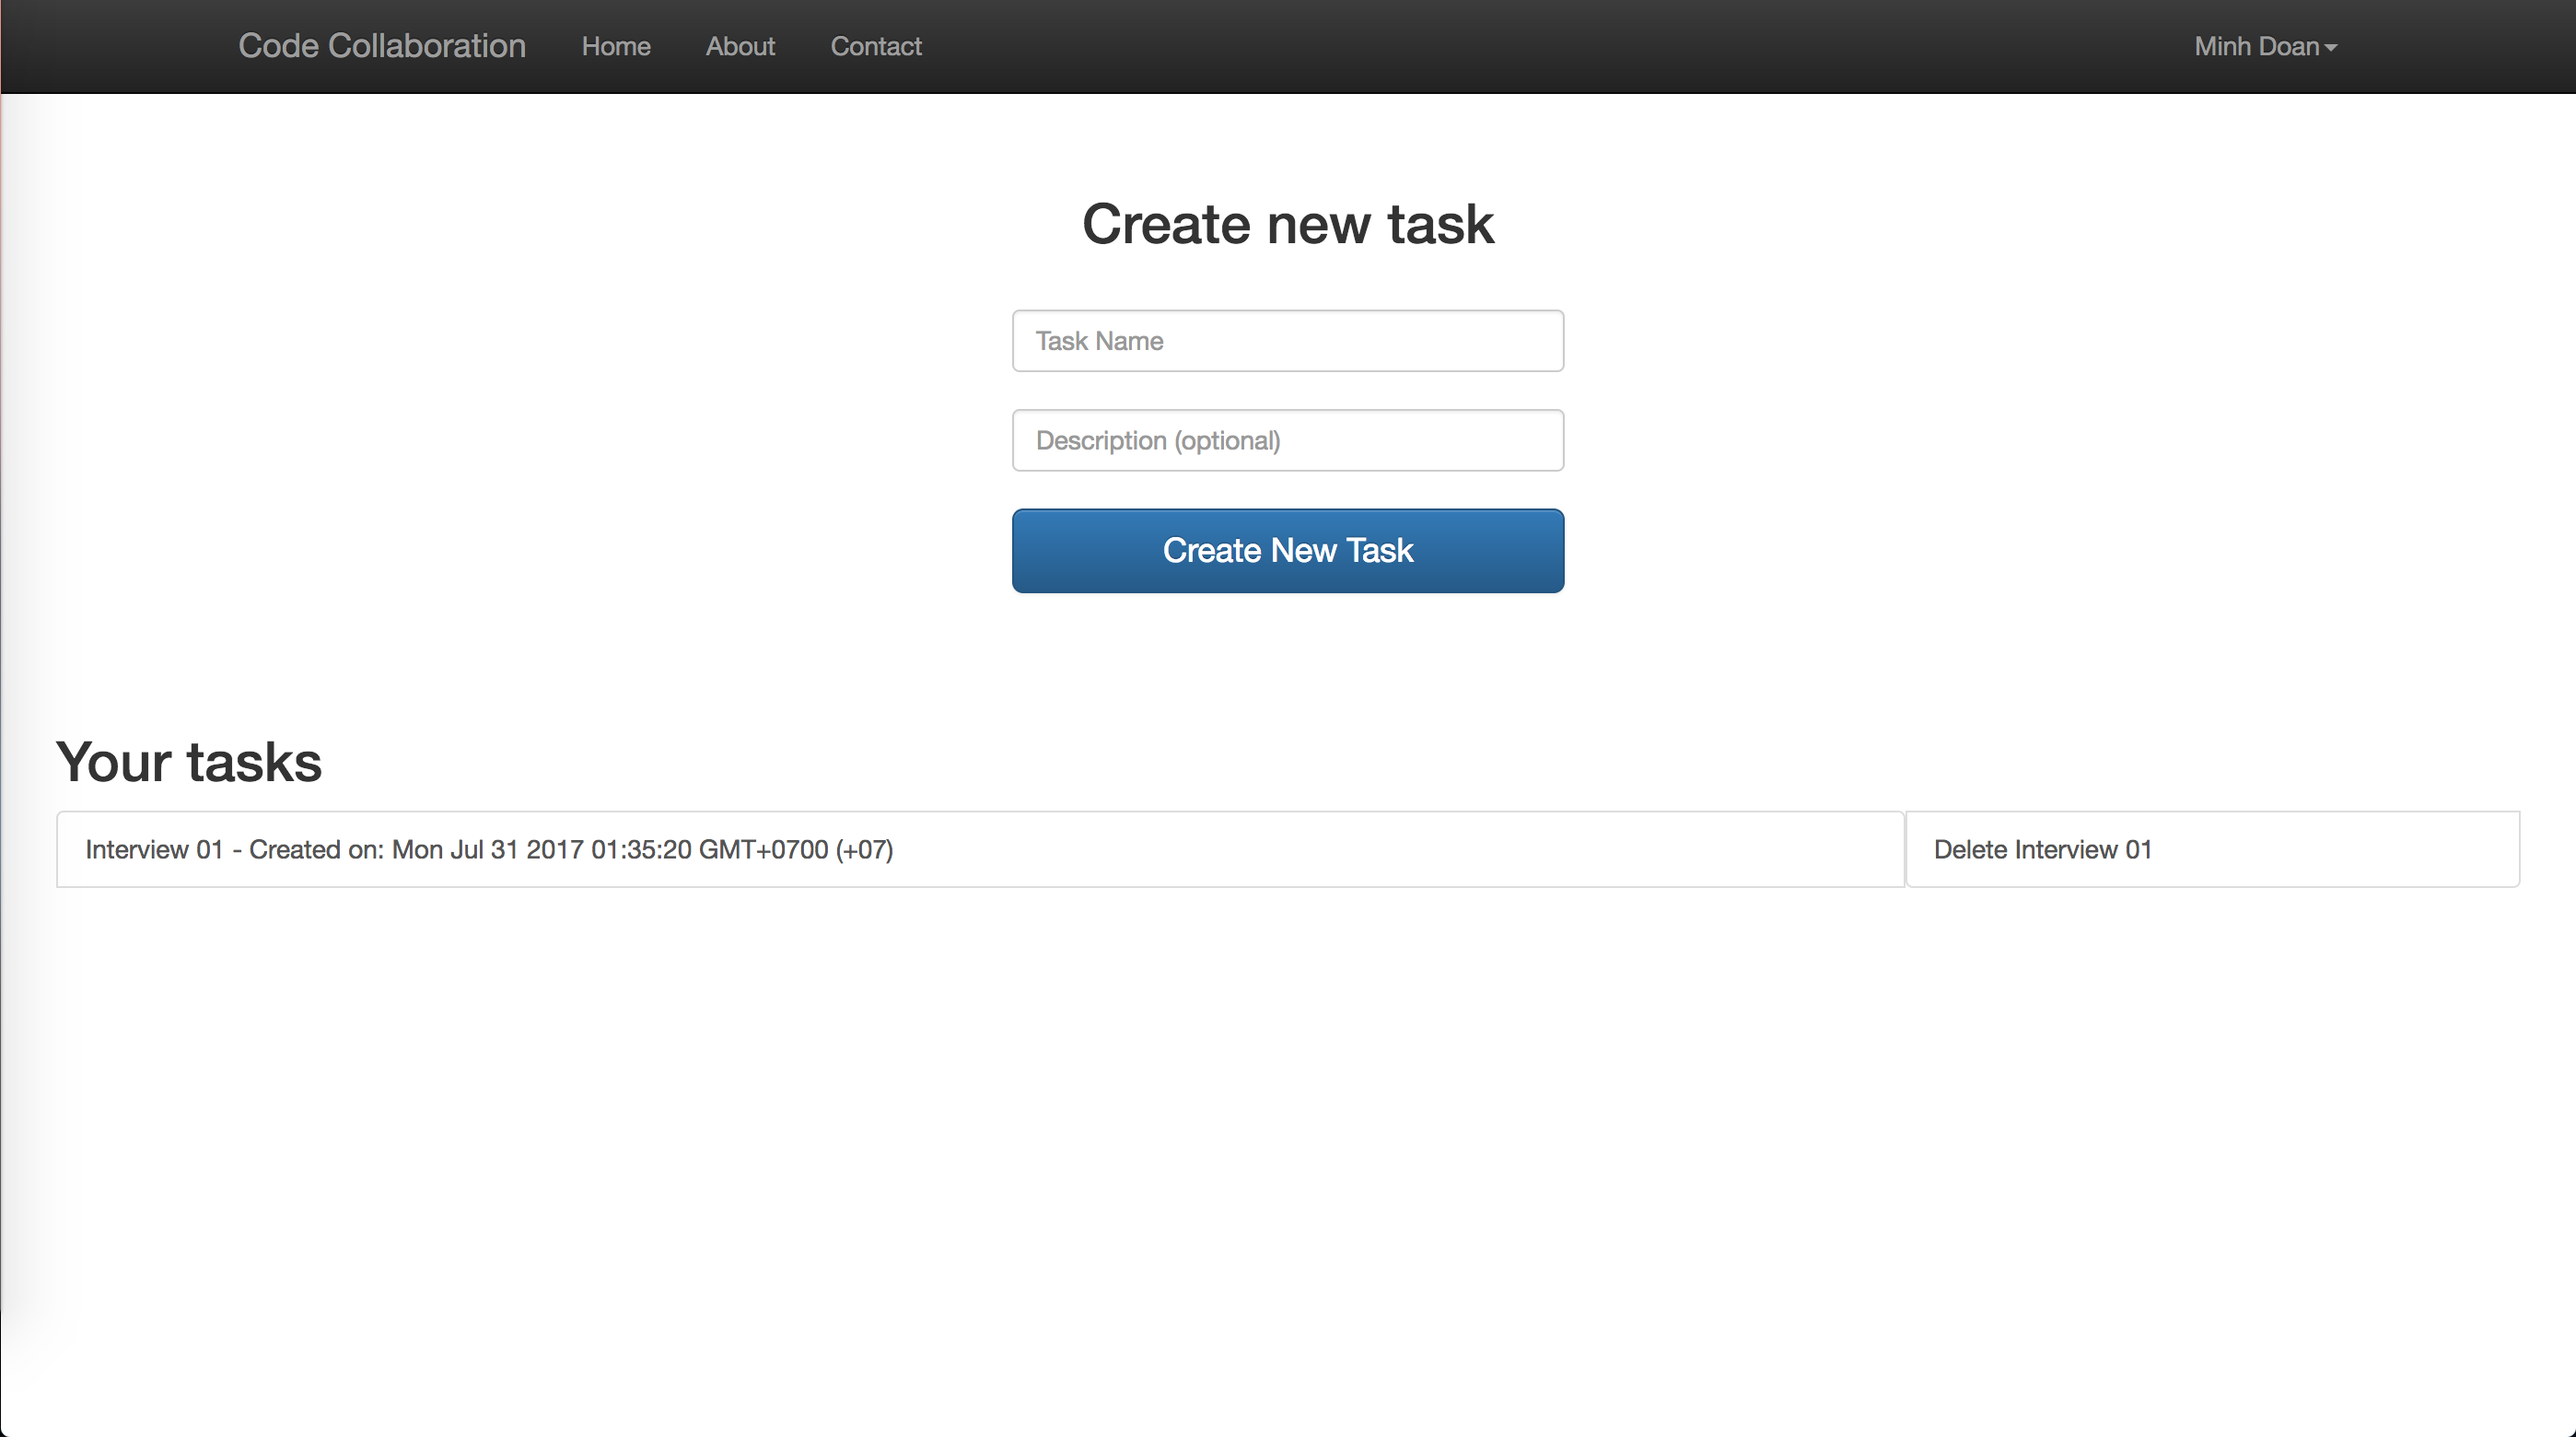 Code Collaboration Home About Contact Minh Doan
Create new task
Task Name
Description (optional)
Create New Task
Your tasks
Interview 01 - Created on: Mon Jul 31 2017 01:35:20 GMT+0700 (+07) Delete Interview 01